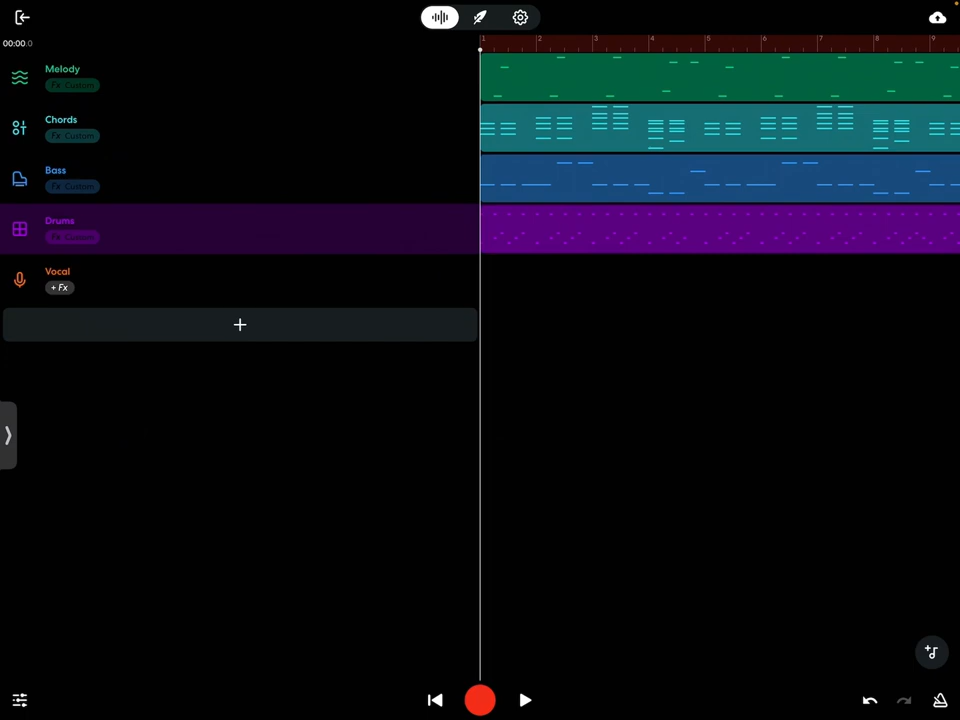 00:00.0
1 2 3 4 5 6 7 8 9
Melody
Fx Custom
Chords
Fx Custom
Bass
Fx Custom
Drums
Fx Custom
Vocal
+ Fx